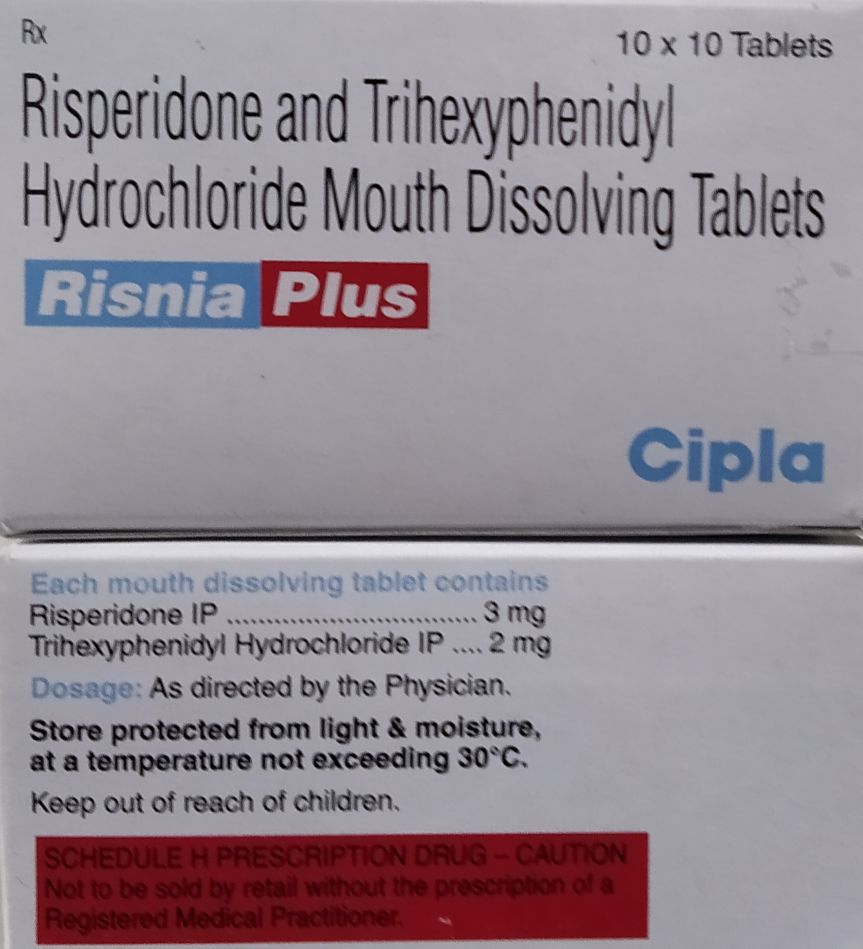 Rx
10 x 10 Tablets
Risperidone and Trihexyphenidyl
Hydrochloride Mouth Dissolving Tablets
Risnia Plus
Cipla
Each mouth dissolving tablet contains
Risperidone IP ................................ 3 mg
Trihexyphenidyl Hydrochloride IP .... 2 mg
Dosage: As directed by the Physician.
Store protected from light & moisture,
at a temperature not exceeding 30°C.
Keep out of reach of children.
SCHEDULE H PRESCRIPTION DRUG – CAUTION
Not to be sold by retail without the prescription of a
Registered Medical Practitioner.